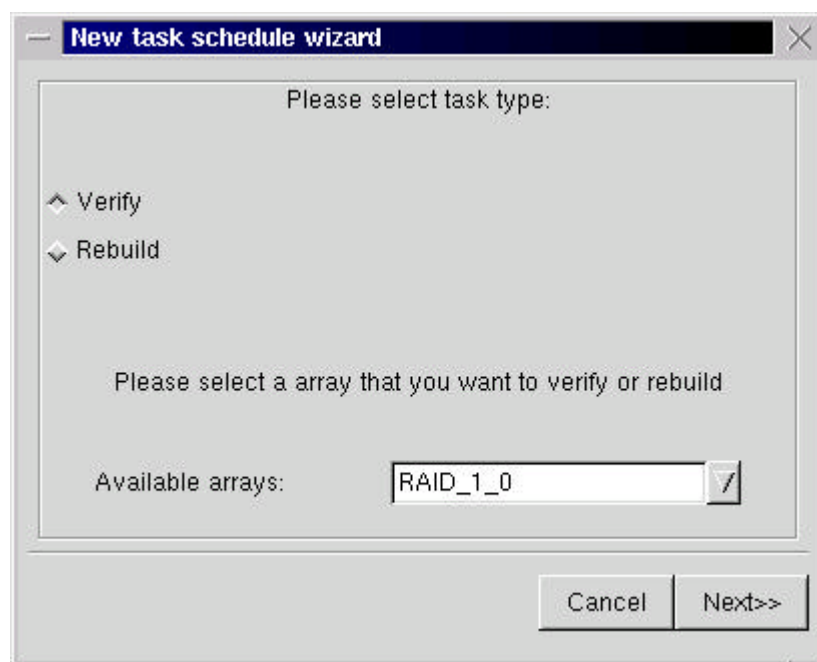 New task schedule wizard
Please select task type:
Verify
Rebuild
Please select a array that you want to verify or rebuild
Available arrays: RAID_1_0
Cancel Next>>